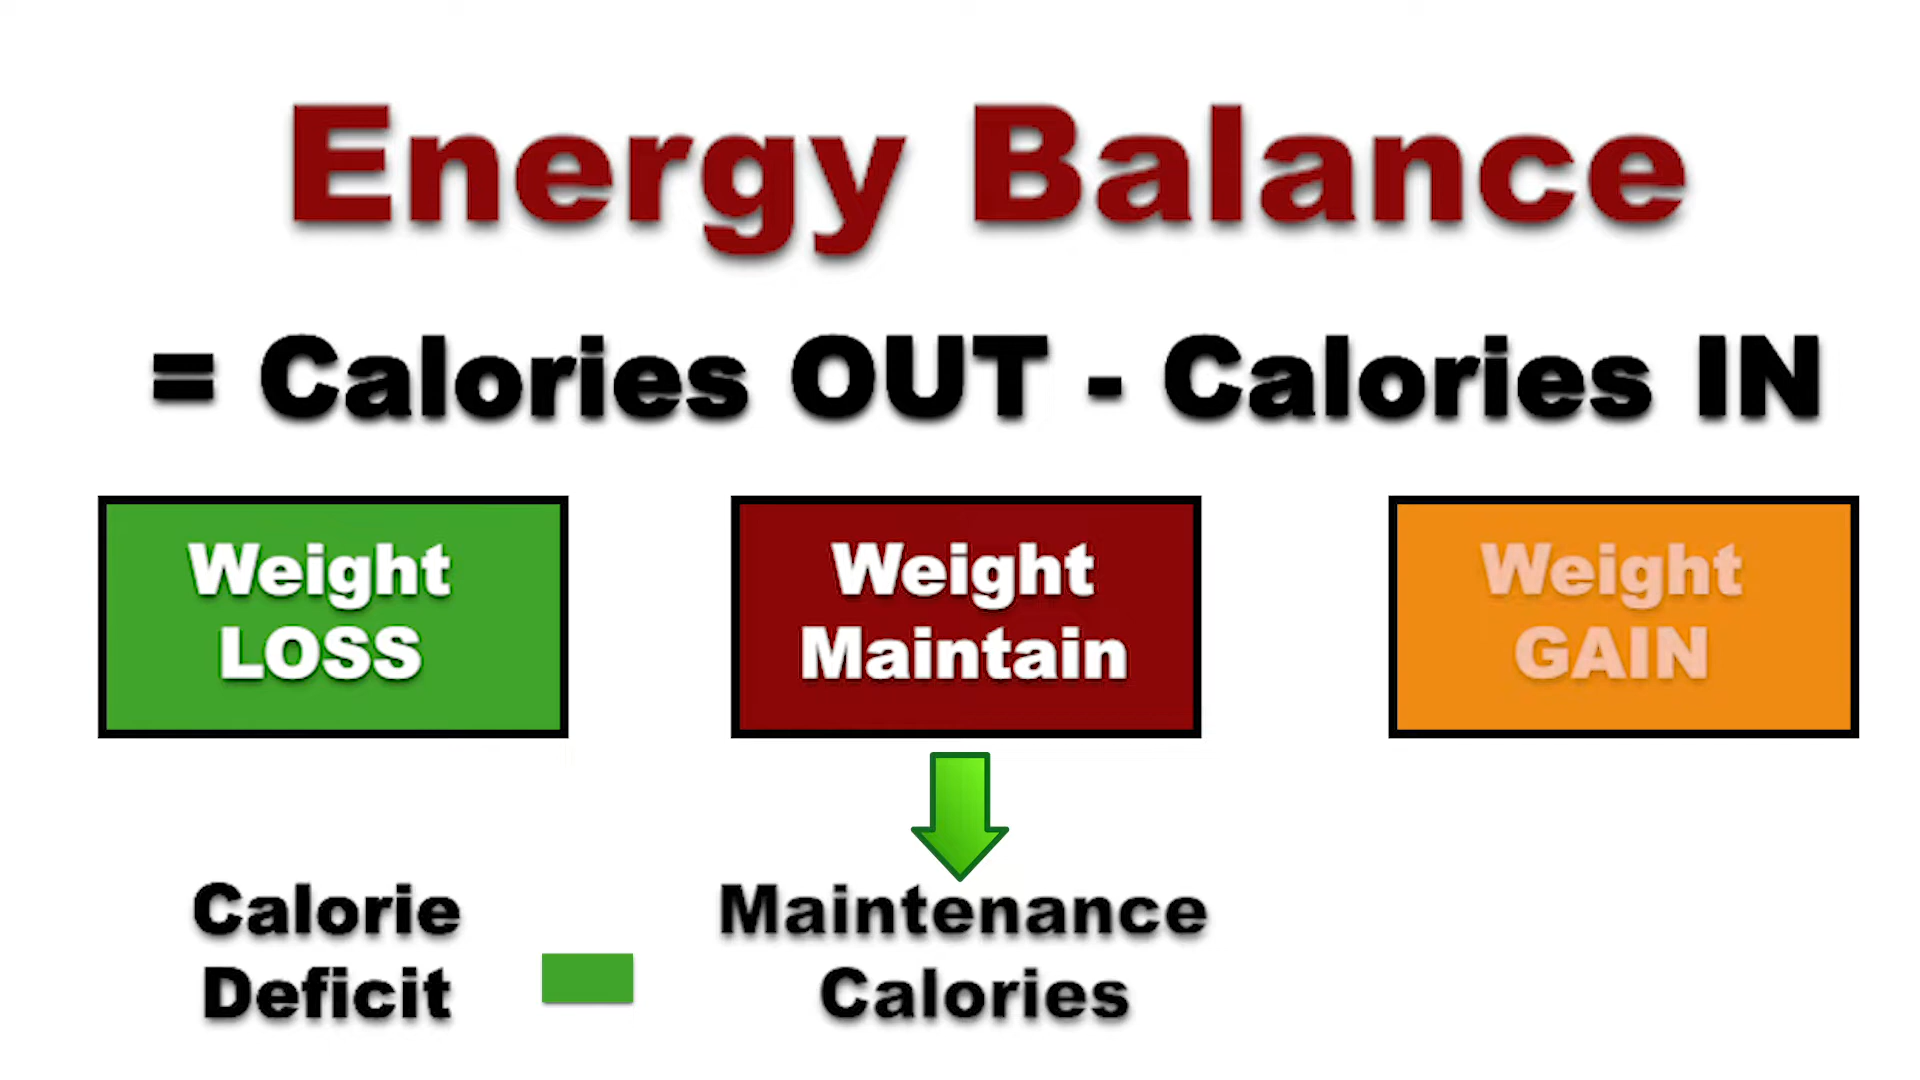 Energy Balance
= Calories OUT - Calories IN
Weight
LOSS
Weight
Maintain
Weight
GAIN
Calorie
Deficit
Maintenance
Calories